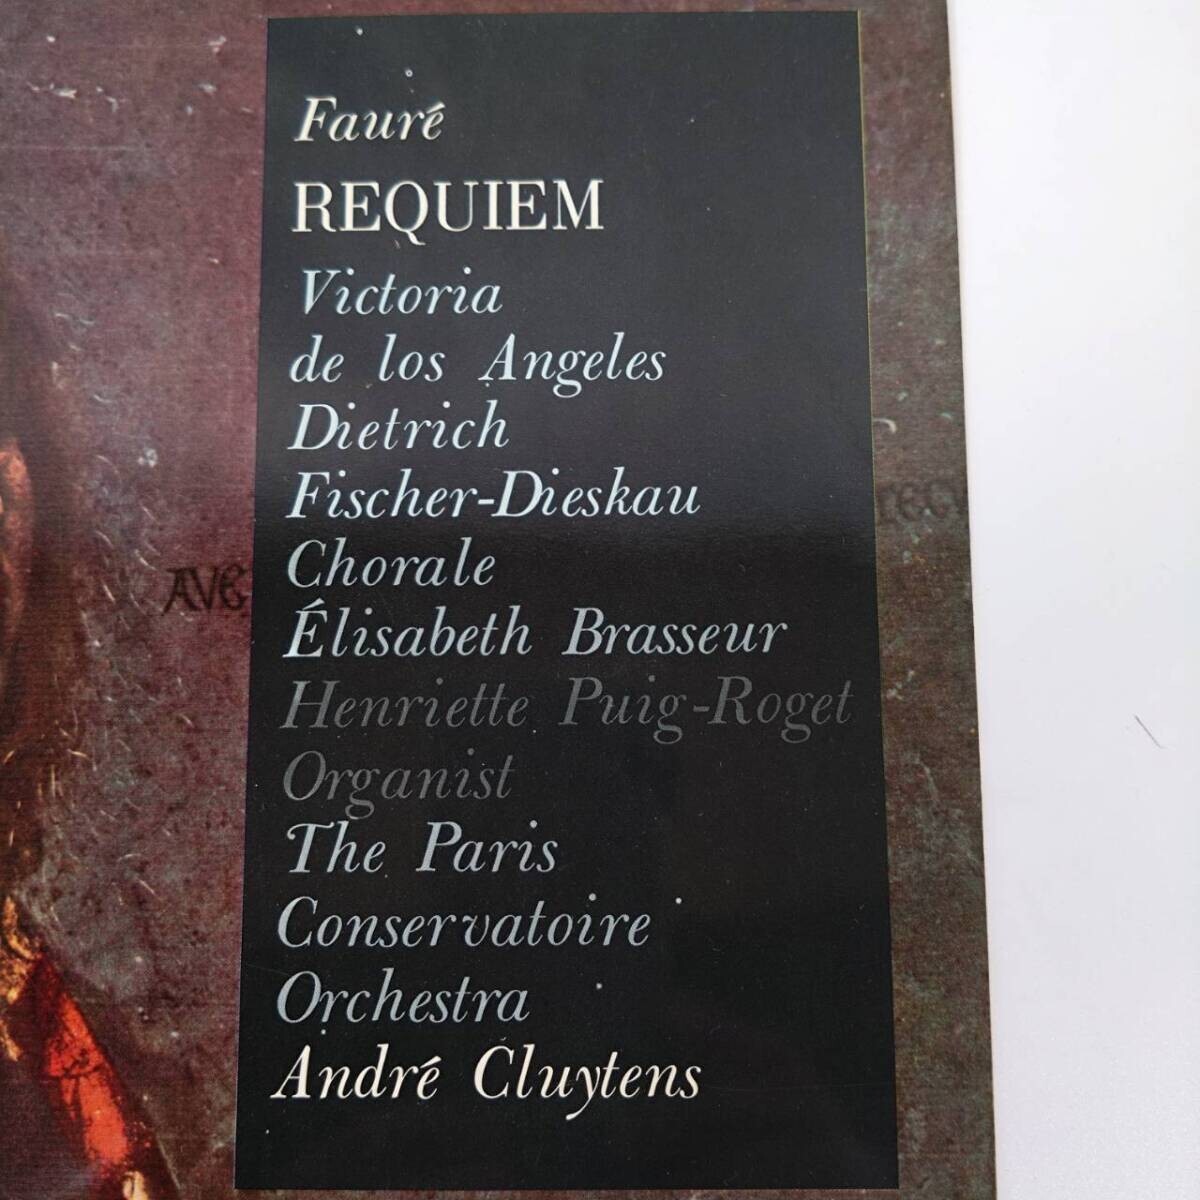 Fauré
REQUIEM
Victoria
de los Angeles
Dietrich
Fischer-Dieskau
Chorale
Élisabeth Brasseur
Henriette Puig-Roget
Organist
The Paris
Conservatoire
Orchestra
André Cluytens
AVE